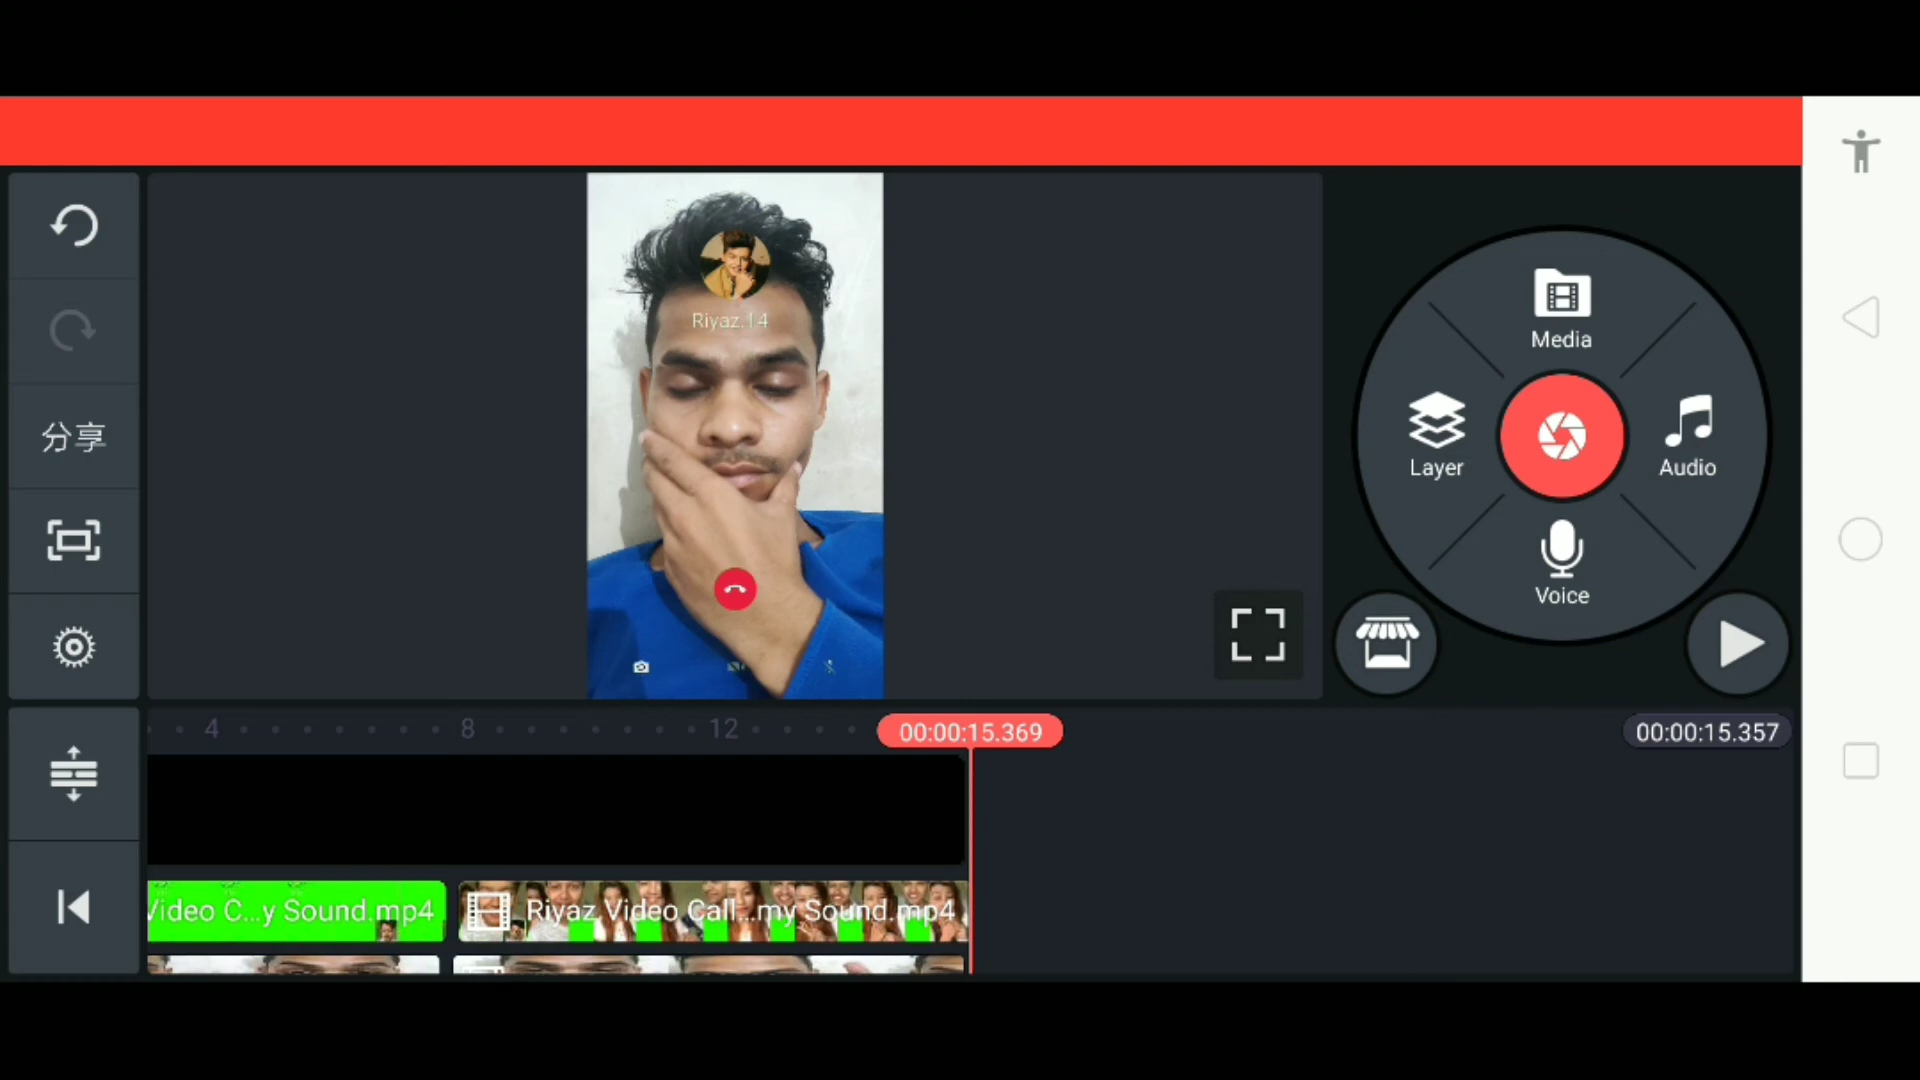 Media
Riyaz.14
分享
Layer
Audio
Voice
4
8
12
00:00:15.369
00:00:15.357
Video C...y Sound.mp4
Riyaz Video Call...my Sound.mp4